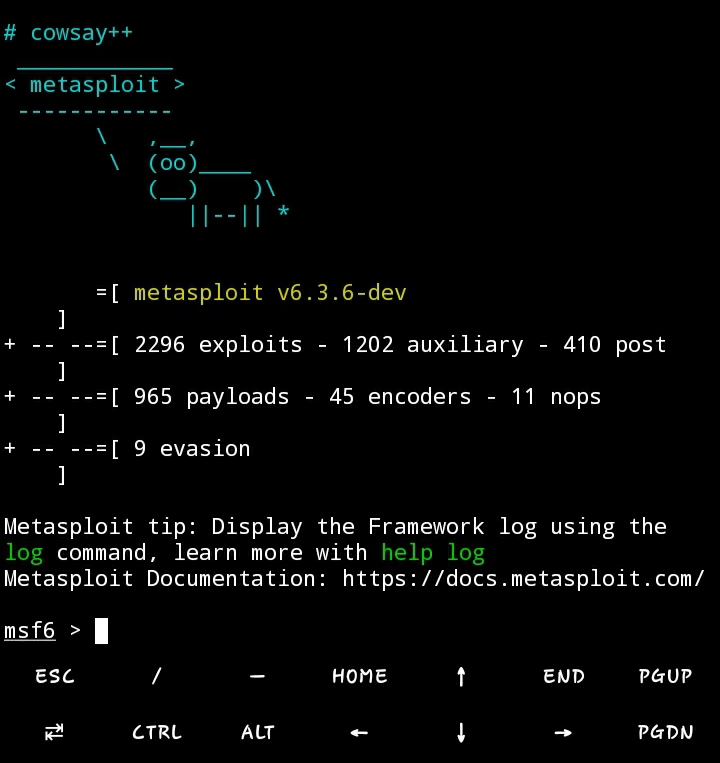 # cowsay++
 ____________
< metasploit >
 ------------
       \   ,__,
        \  (oo)____
           (__)    )\
              ||--|| *
       =[ metasploit v6.3.6-dev
    ]
+ -- --=[ 2296 exploits - 1202 auxiliary - 410 post
    ]
+ -- --=[ 965 payloads - 45 encoders - 11 nops
    ]
+ -- --=[ 9 evasion
    ]
Metasploit tip: Display the Framework log using the
log command, learn more with help log
Metasploit Documentation: https://docs.metasploit.com/
msf6 >
ESC / — HOME ↑ END PGUP
⇄ CTRL ALT ← ↓ → PGDN